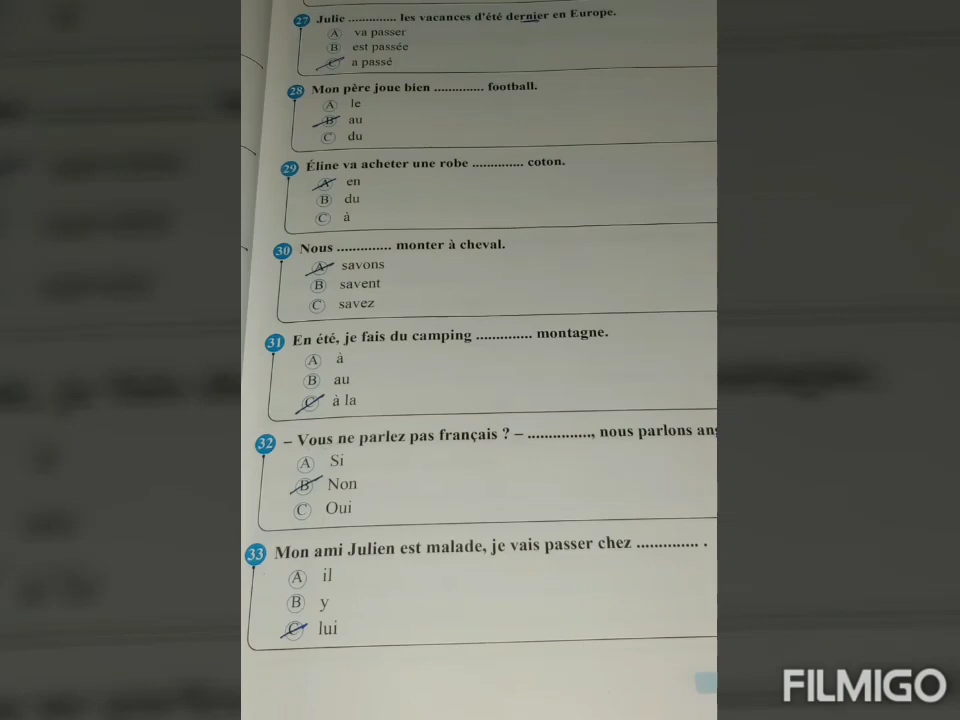 27 Julie .............. les vacances d'été dernier en Europe.
A va passer
B est passée
C a passé
28 Mon père joue bien .............. football.
A le
B au
C du
29 Éline va acheter une robe .............. coton.
A en
B du
C à
30 Nous .............. monter à cheval.
A savons
B savent
C savez
31 En été, je fais du camping .............. montagne.
A à
B au
C à la
32 – Vous ne parlez pas français ? – .............., nous parlons ang
A Si
B Non
C Oui
33 Mon ami Julien est malade, je vais passer chez .............. .
A il
B y
C lui
FILMIGO